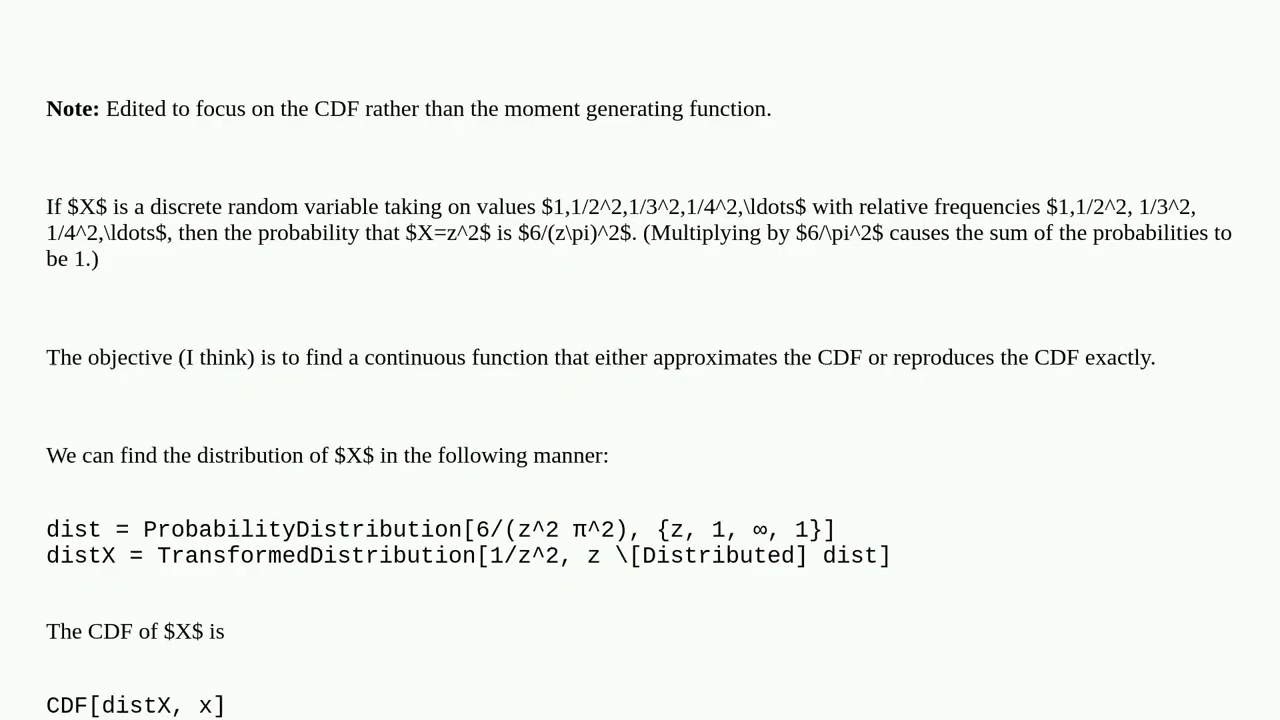 Note: Edited to focus on the CDF rather than the moment generating function.
If $X$ is a discrete random variable taking on values $1,1/2^2,1/3^2,1/4^2,\ldots$ with relative frequencies $1,1/2^2, 1/3^2,
1/4^2,\ldots$, then the probability that $X=z^2$ is $6/(z\pi)^2$. (Multiplying by $6/\pi^2$ causes the sum of the probabilities to
be 1.)
The objective (I think) is to find a continuous function that either approximates the CDF or reproduces the CDF exactly.
We can find the distribution of $X$ in the following manner:
dist = ProbabilityDistribution[6/(z^2 π^2), {z, 1, ∞, 1}]
distX = TransformedDistribution[1/z^2, z \[Distributed] dist]
The CDF of $X$ is
CDF[distX, x]